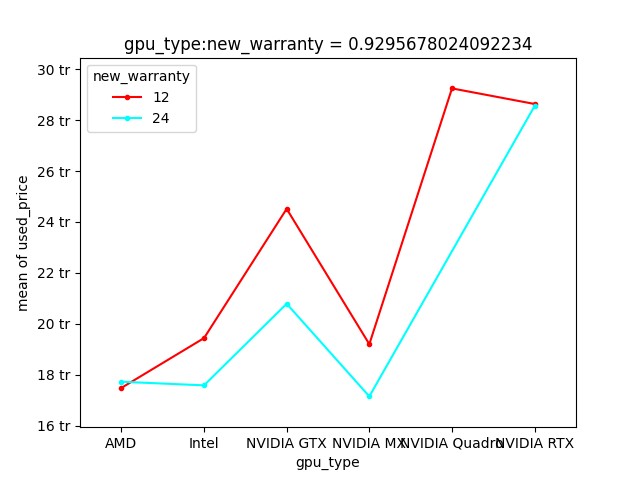 gpu_type:new_warranty = 0.9295678024092234
new_warranty
12
24
30 tr
28 tr
26 tr
24 tr
22 tr
20 tr
18 tr
16 tr
mean of used_price
AMD Intel NVIDIA GTX NVIDIA MX NVIDIA Quadro NVIDIA RTX
gpu_type